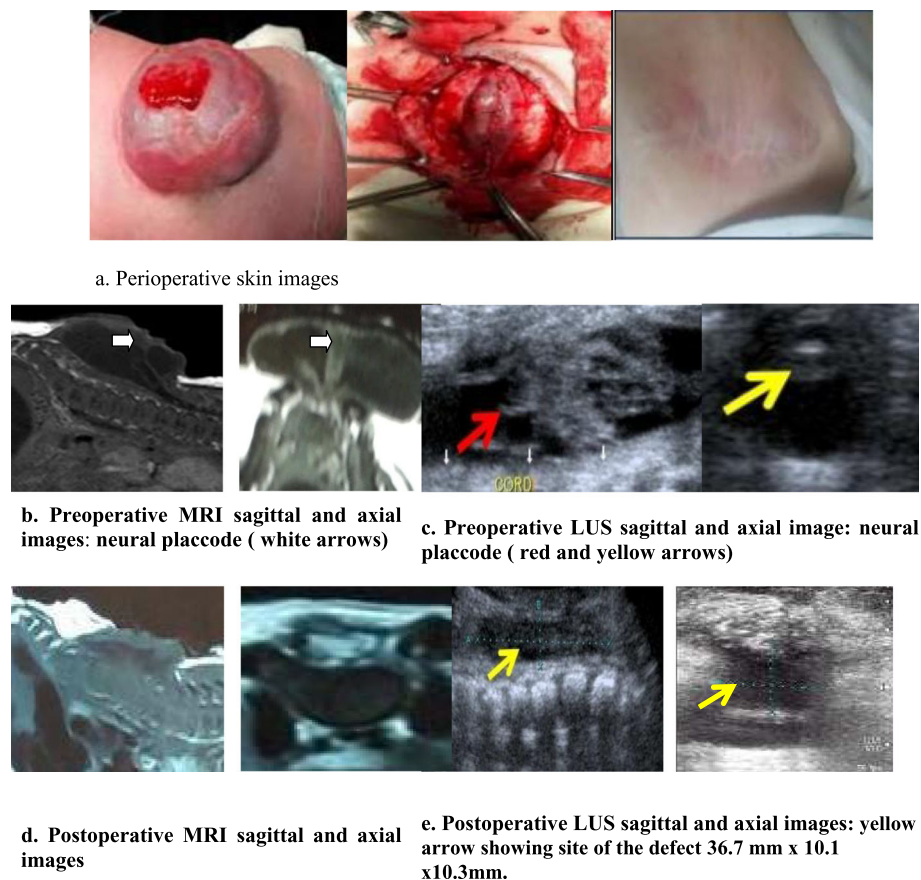 a. Perioperative skin images
CORD
b. Preoperative MRI sagittal and axial
images: neural placcode ( white arrows)
c. Preoperative LUS sagittal and axial image: neural
placcode ( red and yellow arrows)
d. Postoperative MRI sagittal and axial
images
e. Postoperative LUS sagittal and axial images: yellow
arrow showing site of the defect 36.7 mm x 10.1
x10.3mm.